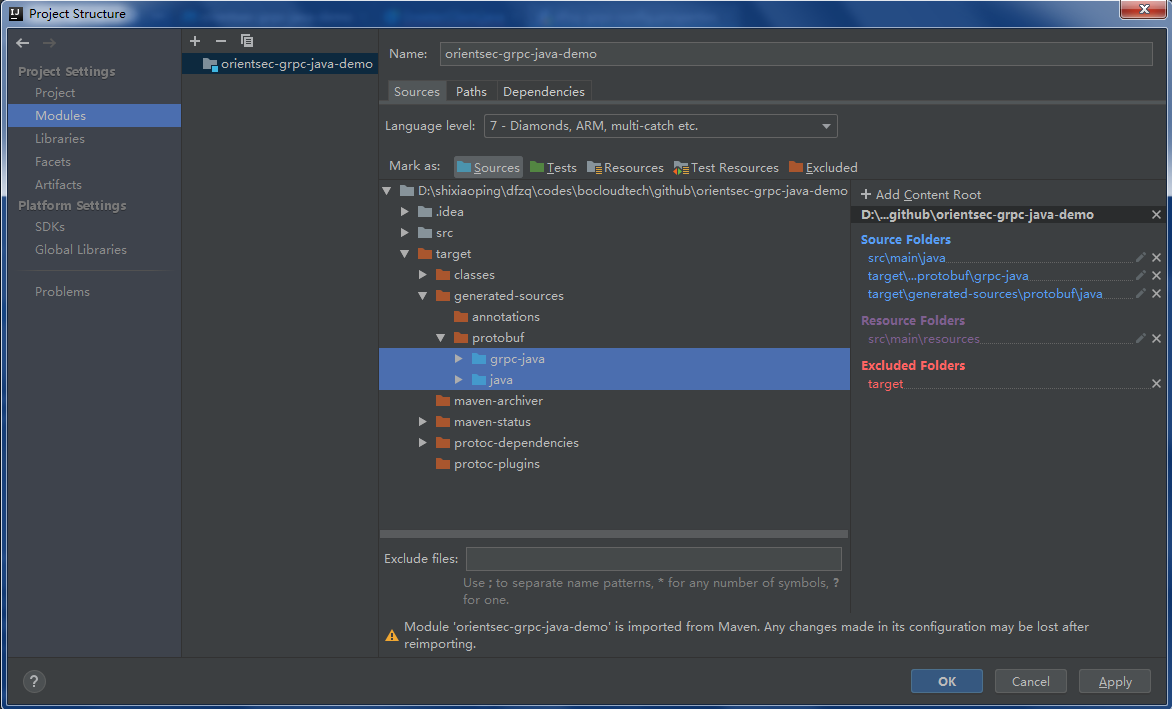 Project Structure
Project Settings
Project
Modules
Libraries
Facets
Artifacts
Platform Settings
SDKs
Global Libraries
Problems
orientsec-grpc-java-demo
Name: orientsec-grpc-java-demo
Sources Paths Dependencies
Language level: 7 - Diamonds, ARM, multi-catch etc.
Mark as: Sources Tests Resources Test Resources Excluded
D:\shixiaoping\dfzq\codes\bocloudtech\github\orientsec-grpc-java-demo
.idea
src
target
classes
generated-sources
annotations
protobuf
grpc-java
java
maven-archiver
maven-status
protoc-dependencies
protoc-plugins
+ Add Content Root
D:\...github\orientsec-grpc-java-demo
Source Folders
src\main\java
target\...protobuf\grpc-java
target\generated-sources\protobuf\java
Resource Folders
src\main\resources
Excluded Folders
target
Exclude files:
Use ; to separate name patterns, * for any number of symbols, ?
for one.
Module 'orientsec-grpc-java-demo' is imported from Maven. Any changes made in its configuration may be lost after
reimporting.
?
OK Cancel Apply